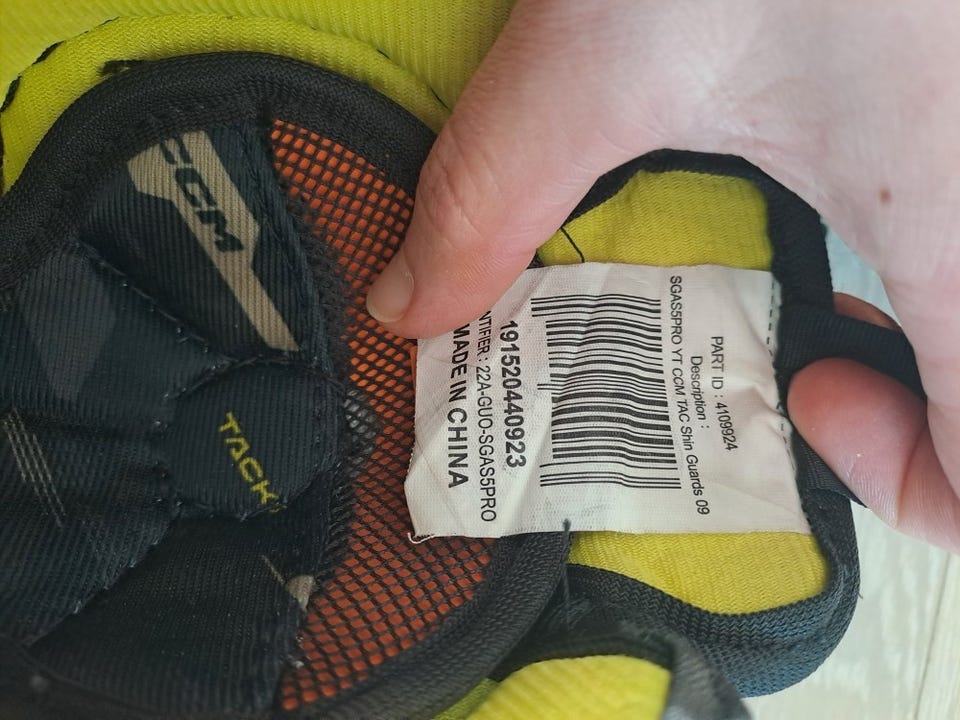 CCM
TACK
PART ID : 4109924
Description :
SGAS5PRO YT CCM TAC Shin Guards 09
191520440923
NTIFIER : 22A-GUO-SGAS5PRO
MADE IN CHINA